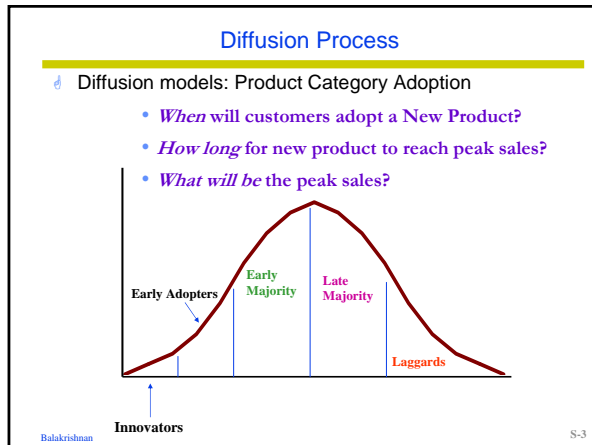 Diffusion Process
Diffusion models: Product Category Adoption
• When will customers adopt a New Product?
• How long for new product to reach peak sales?
• What will be the peak sales?
Early Adopters
Early
Majority
Late
Majority
Laggards
Innovators
Balakrishnan
S-3